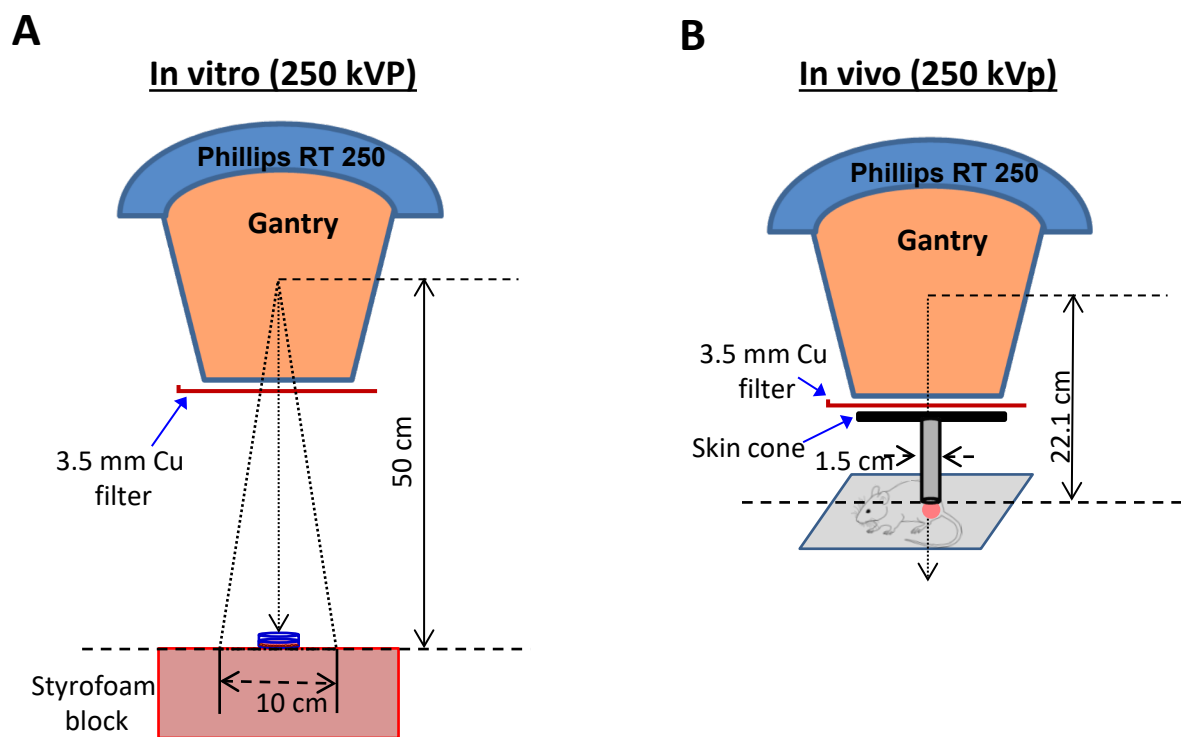 A
In vitro (250 kVP)
Phillips RT 250
Gantry
3.5 mm Cu
filter
50 cm
Styrofoam
block
10 cm
B
In vivo (250 kVp)
Phillips RT 250
Gantry
3.5 mm Cu
filter
Skin cone
1.5 cm
22.1 cm